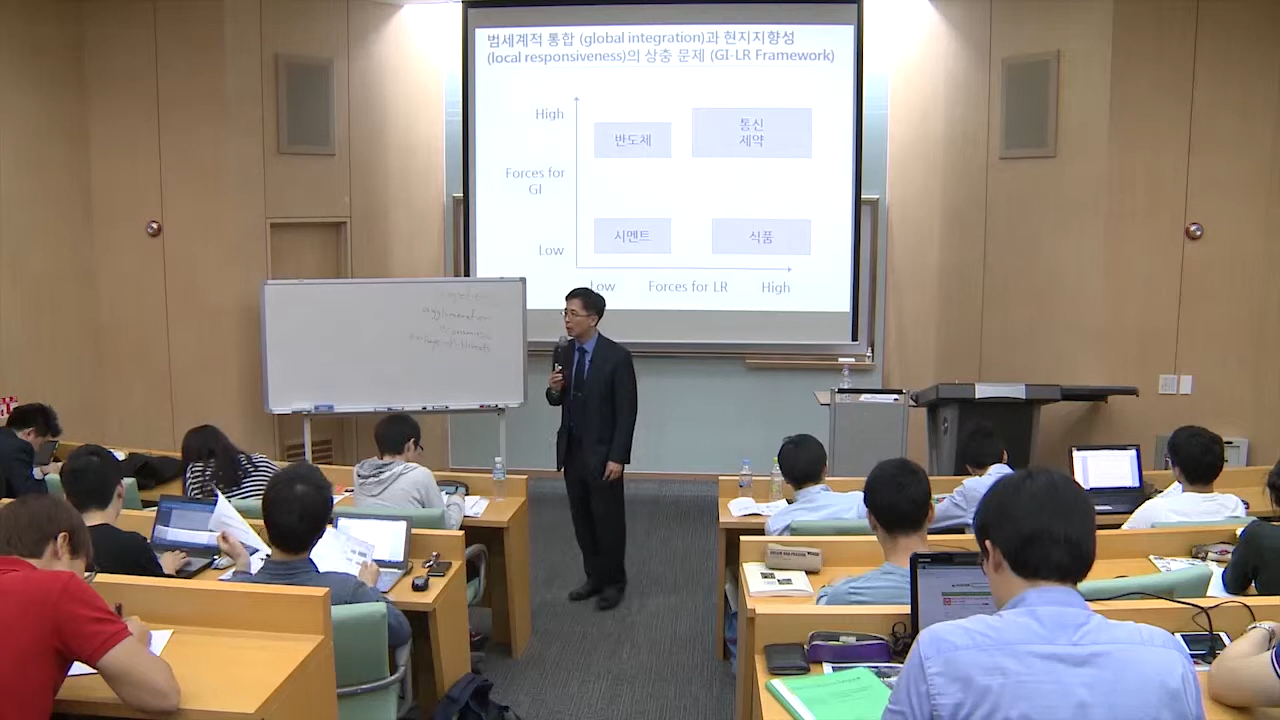 범세계적 통합 (global integration)과 현지지향성
(local responsiveness)의 상충 문제 (GI-LR Framework)
High
반도체
통신
제약
Forces for
GI
시멘트
식품
Low
Low
Forces for LR
High
agglomeration